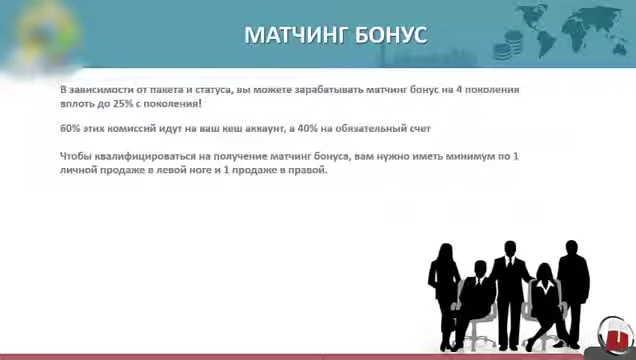 МАТЧИНГ БОНУС
В зависимости от пакета и статуса, вы можете зарабатывать матчинг бонус на 4 поколения
вплоть до 25% с поколения!
60% этих комиссий идут на ваш кеш аккаунт, а 40% на обязательный счет
Чтобы квалифицироваться на получение матчинг бонуса, вам нужно иметь минимум по 1
личной продаже в левой ноге и 1 продаже в правой.